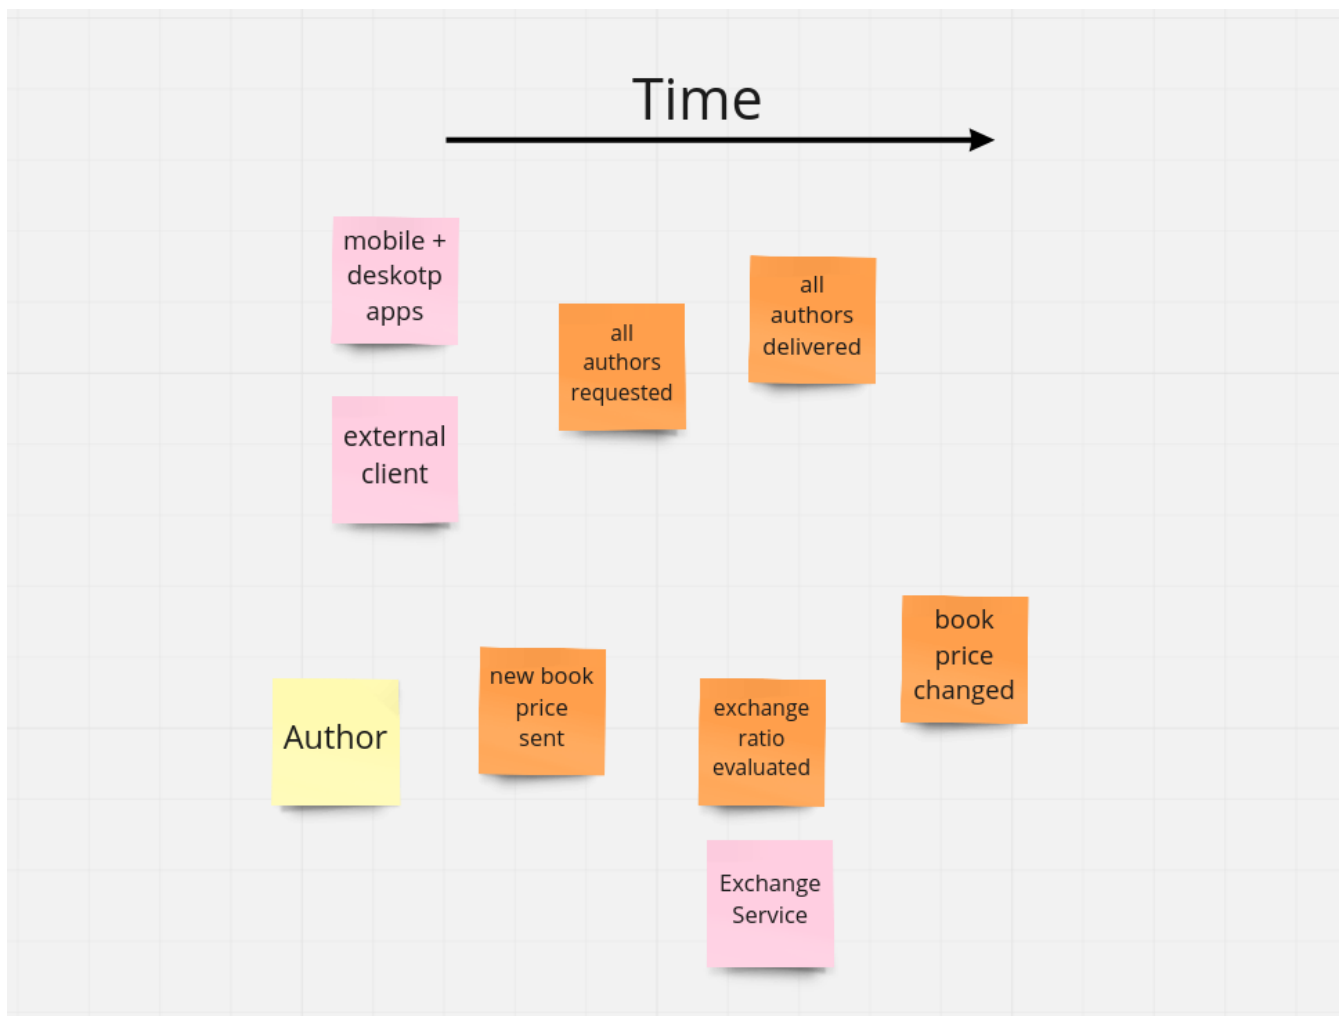 Time
mobile +
deskotp
apps
all
authors
requested
all
authors
delivered
external
client
Author
new book
price
sent
exchange
ratio
evaluated
book
price
changed
Exchange
Service